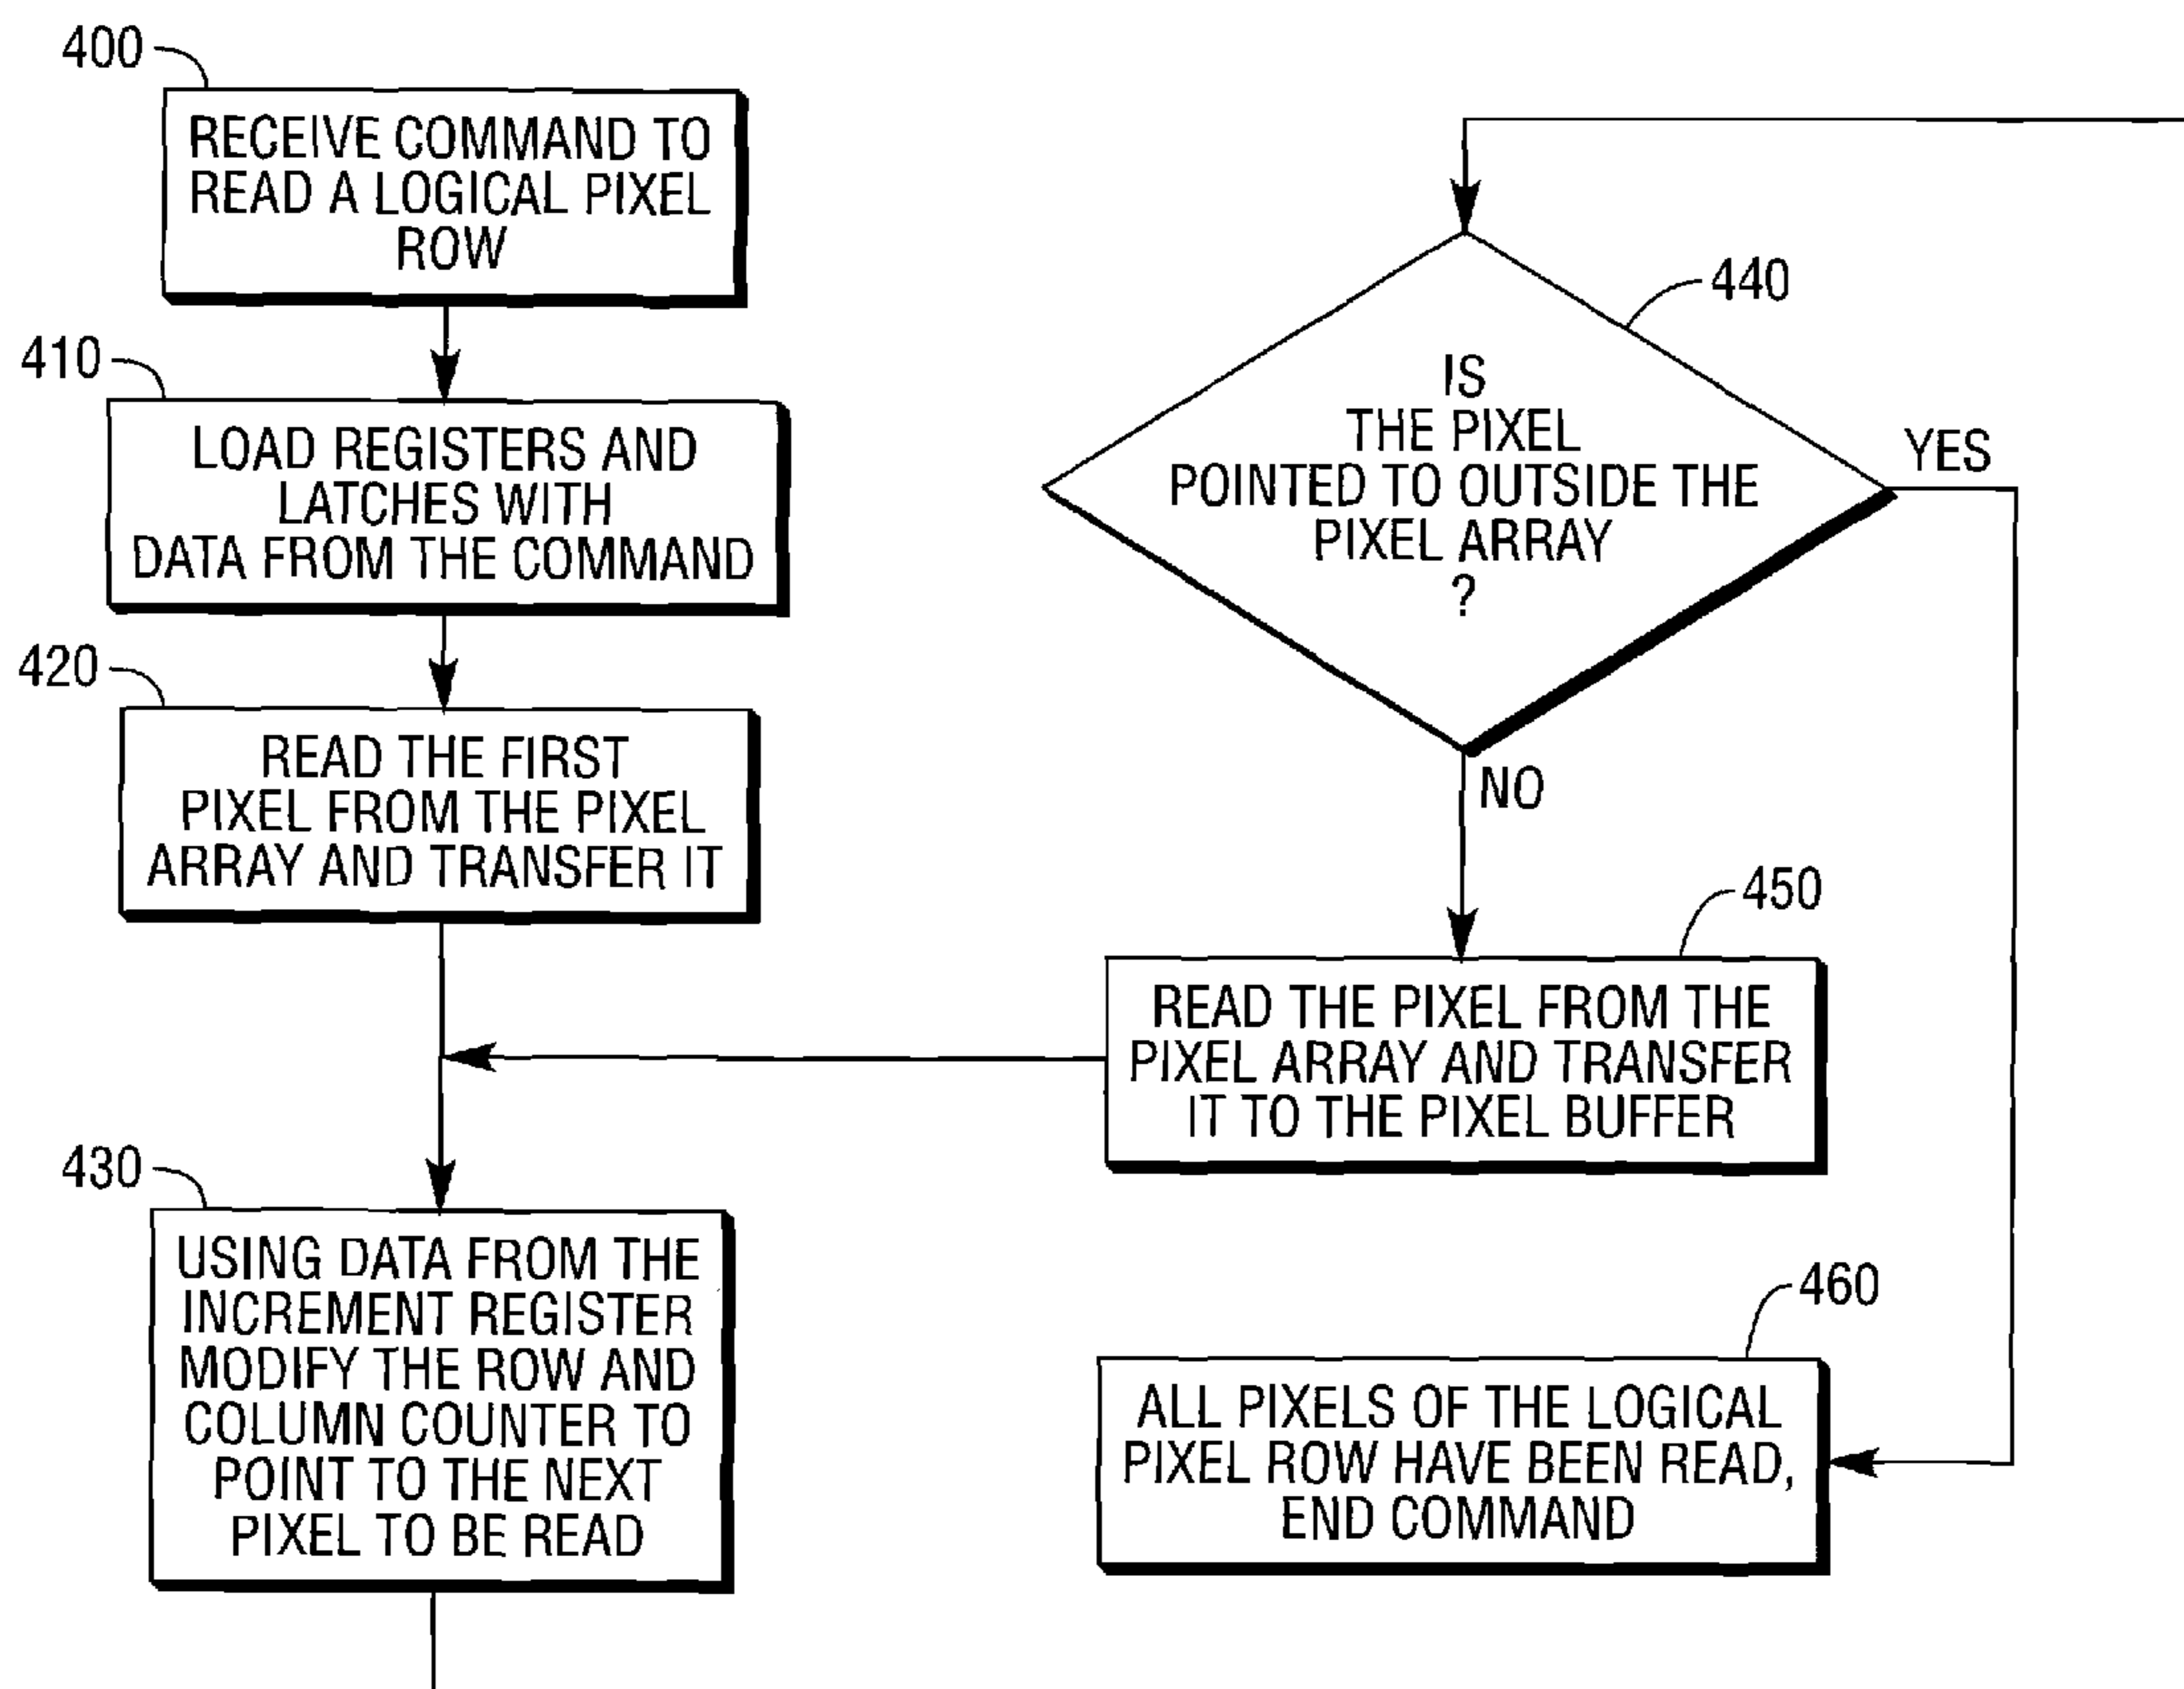 400
RECEIVE COMMAND TO
READ A LOGICAL PIXEL
ROW
410
LOAD REGISTERS AND
LATCHES WITH
DATA FROM THE COMMAND
420
READ THE FIRST
PIXEL FROM THE PIXEL
ARRAY AND TRANSFER IT
430
USING DATA FROM THE
INCREMENT REGISTER
MODIFY THE ROW AND
COLUMN COUNTER TO
POINT TO THE NEXT
PIXEL TO BE READ
440
IS
THE PIXEL
POINTED TO OUTSIDE THE
PIXEL ARRAY
?
YES
NO
450
READ THE PIXEL FROM THE
PIXEL ARRAY AND TRANSFER
IT TO THE PIXEL BUFFER
460
ALL PIXELS OF THE LOGICAL
PIXEL ROW HAVE BEEN READ,
END COMMAND